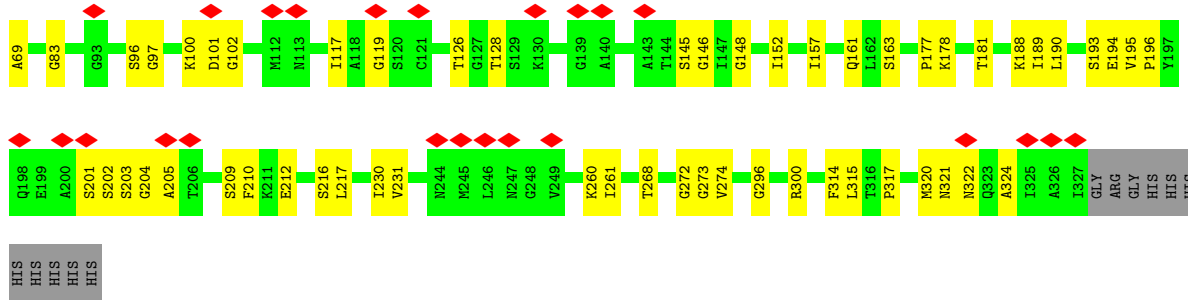 A69 G83 G93 S96 G97 K100 D101 G102 M112 N113 I117 A118 G119 S120 C121 T126 G127 T128 S129 K130 G139 A140 A143 T144 S145 G146 I147 G148 I152 I157 Q161 L162 S163 P177 K178 T181 K188 I189 L190 S193 E194 V195 P196 Y197
Q198 E199 A200 S201 S202 S203 G204 A205 T206 S209 F210 K211 E212 S216 L217 I230 V231 N244 M245 L246 N247 G248 V249 K260 I261 T268 G272 G273 V274 G296 R300 F314 L315 T316 P317 M320 N321 N322 Q323 A324 I325 A326 I327 GLY ARG GLY HIS HIS HIS
HIS HIS HIS HIS HIS